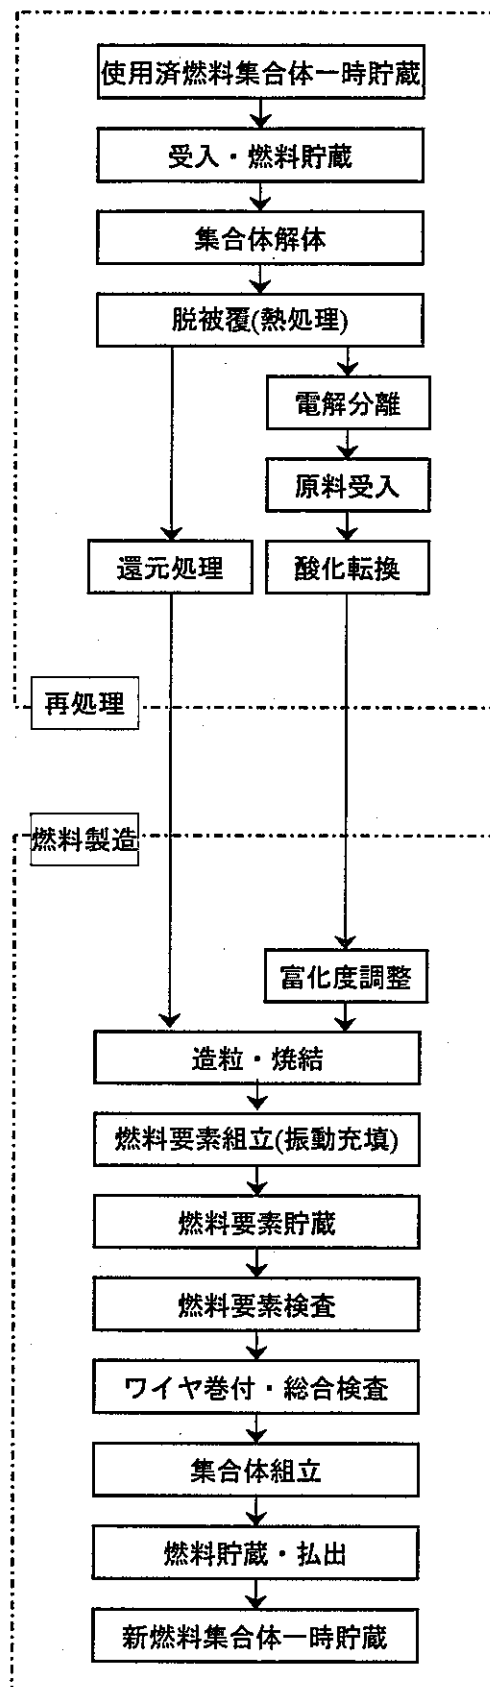 使用済燃料集合体一時貯蔵
受入・燃料貯蔵
集合体解体
脱被覆(熱処理)
電解分離
原料受入
還元処理
酸化転換
再処理
燃料製造
富化度調整
造粒・焼結
燃料要素組立(振動充填)
燃料要素貯蔵
燃料要素検査
ワイヤ巻付・総合検査
集合体組立
燃料貯蔵・払出
新燃料集合体一時貯蔵